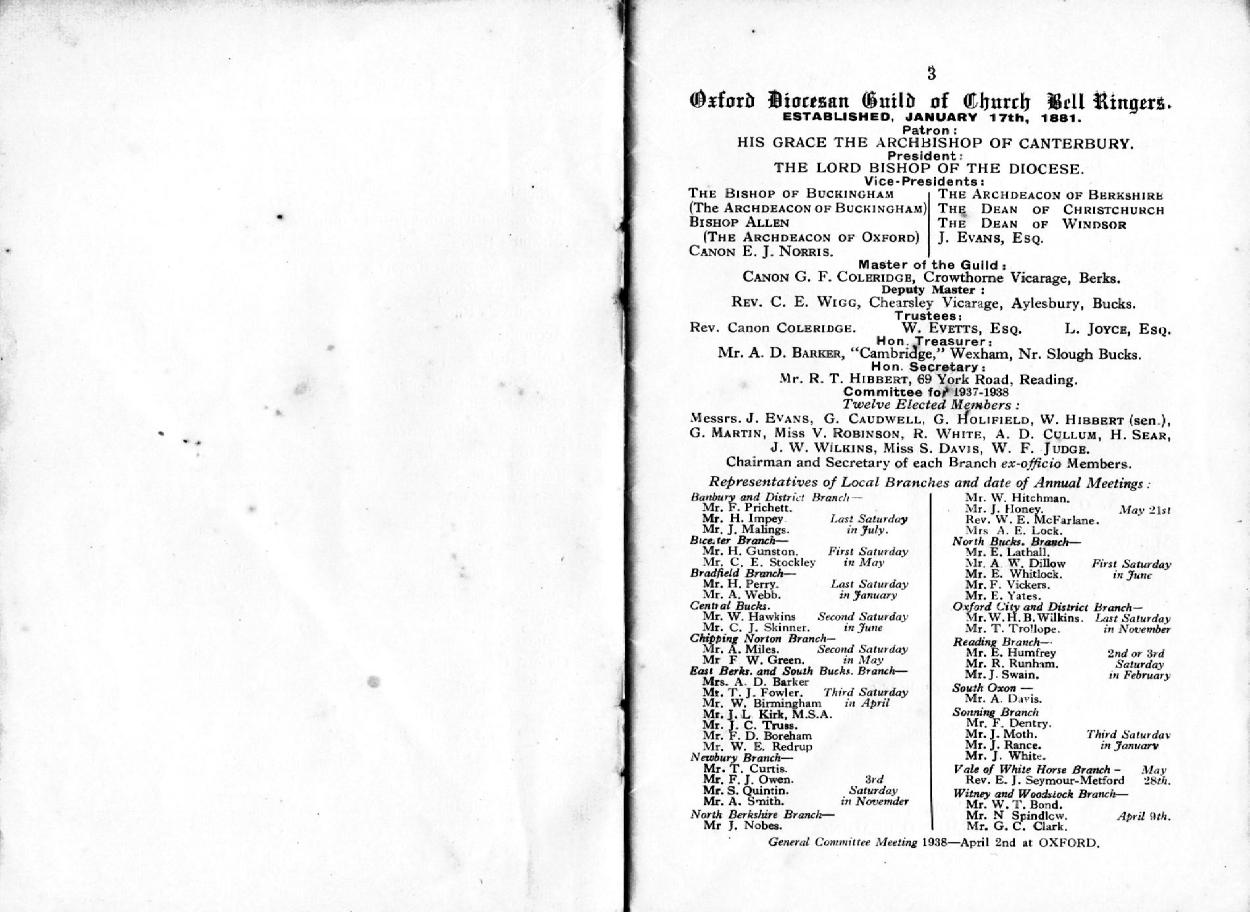 3
Oxford Diocesan Guild of Church Bell Ringers.
ESTABLISHED, JANUARY 17th, 1881.
Patron:
HIS GRACE THE ARCHBISHOP OF CANTERBURY.
President:
THE LORD BISHOP OF THE DIOCESE.
Vice-Presidents:
THE BISHOP OF BUCKINGHAM
(The ARCHDEACON OF BUCKINGHAM)
BISHOP ALLEN
(THE ARCHDEACON OF OXFORD)
CANON E. J. NORRIS.
THE ARCHDEACON OF BERKSHIRE
THE DEAN OF CHRISTCHURCH
THE DEAN OF WINDSOR
J. EVANS, ESQ.
Master of the Guild:
CANON G. F. COLERIDGE, Crowthorne Vicarage, Berks.
Deputy Master :
REV. C. E. WIGG, Chearsley Vicarage, Aylesbury, Bucks.
Trustees:
Rev. Canon COLERIDGE. W. EVETTS, ESQ. L. JOYCE, ESQ.
Hon. Treasurer:
Mr. A. D. BARKER, "Cambridge," Wexham, Nr. Slough Bucks.
Hon. Secretary:
Mr. R. T. HIBBERT, 69 York Road, Reading.
Committee for 1937-1938
Twelve Elected Members :
Messrs. J. EVANS, G. CAUDWELL, G. HOLIFIELD, W. HIBBERT (sen.),
G. MARTIN, Miss V. ROBINSON, R. WHITE, A. D. CULLUM, H. SEAR,
J. W. WILKINS, Miss S. DAVIS, W. F. JUDGE.
Chairman and Secretary of each Branch ex-officio Members.
Representatives of Local Branches and date of Annual Meetings :
Banbury and District Branch—
Mr. F. Prichett.
Mr. H. Impey. Last Saturday
Mr. J. Malings. in July.
Bicester Branch—
Mr. H. Gunston. First Saturday
Mr. C. E. Stockley in May
Bradfield Branch—
Mr. H. Perry. Last Saturday
Mr. A. Webb. in January
Central Bucks.
Mr. W. Hawkins Second Saturday
Mr. C. J. Skinner. in June
Chipping Norton Branch—
Mr. A. Miles. Second Saturday
Mr F W. Green. in May
East Berks. and South Bucks. Branch—
Mrs. A. D. Barker
Mr. T. J. Fowler. Third Saturday
Mr. W. Birmingham in April
Mr. J. L Kirk, M.S.A.
Mr. J. C. Truss.
Mr. F. D. Boreham
Mr. W. E. Redrup
Newbury Branch—
Mr. T. Curtis.
Mr. F. J. Owen. 3rd
Mr. S. Quintin. Saturday
Mr. A. Smith. in Novemder
North Berkshire Branch—
Mr J. Nobes.
Mr. W. Hitchman.
Mr. J. Honey. May 21st
Rev. W. E. McFarlane.
Mrs A. E. Lock.
North Bucks. Branch—
Mr. E. Lathall.
Mr. A W. Dillow First Saturday
Mr. E. Whitlock. in June
Mr. F. Vickers.
Mr. E. Yates.
Oxford City and District Branch—
Mr. W. H. B. Wilkins. Last Saturday
Mr. T. Trollope. in November
Reading Branch—
Mr. E. Humfrey 2nd or 3rd
Mr. R. Runham. Saturday
Mr. J. Swain. in February
South Oxon —
Mr. A. Davis.
Sonning Branch
Mr. F. Dentry.
Mr. J. Moth. Third Saturday
Mr. J. Rance. in January
Mr. J. White.
Vale of White Horse Branch – May
Rev. E. J. Seymour-Metford 28th.
Witney and Woodstock Branch—
Mr. W. T. Bond.
Mr. N Spindlow. April 9th.
Mr. G. C. Clark.
General Committee Meeting 1938—April 2nd at OXFORD.